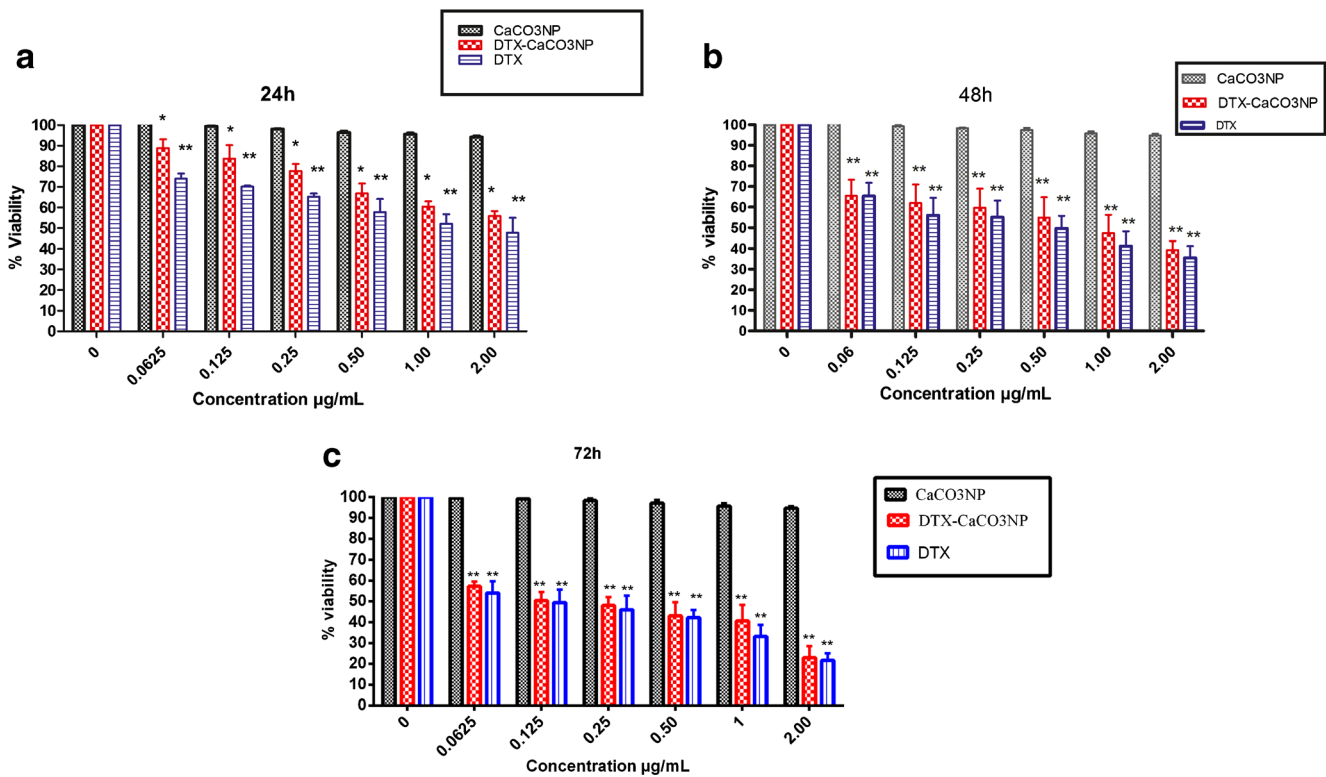 a
24h
CaCO3NP
DTX-CaCO3NP
DTX
% Viability
100
90
80
70
60
50
40
30
20
10
0
* ** * ** * ** * ** * ** * **
0 0.0625 0.125 0.25 0.50 1.00 2.00
Concentration µg/mL
b
48h
CaCO3NP
DTX-CaCO3NP
DTX
% viability
100
90
80
70
60
50
40
30
20
10
0
** ** ** ** ** ** ** ** ** ** ** **
0 0.06 0.125 0.25 0.50 1.00 2.00
Concentration µg/mL
c
72h
CaCO3NP
DTX-CaCO3NP
DTX
% viability
100
90
80
70
60
50
40
30
20
10
0
** ** ** ** ** ** ** ** ** ** ** **
0 0.0625 0.125 0.25 0.50 1 2.00
Concentration µg/mL